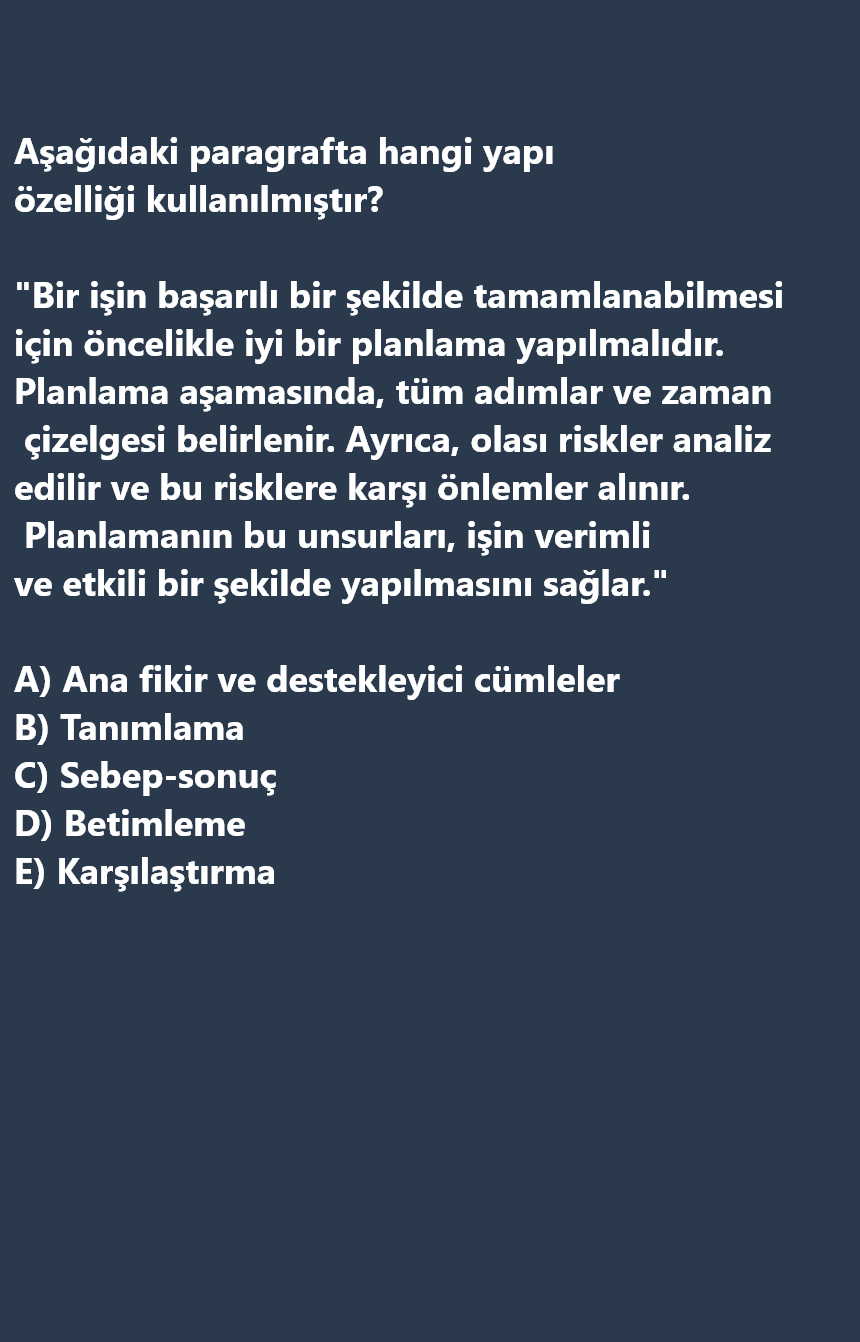 Aşağıdaki paragrafta hangi yapı
özelliği kullanılmıştır?
"Bir işin başarılı bir şekilde tamamlanabilmesi
için öncelikle iyi bir planlama yapılmalıdır.
Planlama aşamasında, tüm adımlar ve zaman
çizelgesi belirlenir. Ayrıca, olası riskler analiz
edilir ve bu risklere karşı önlemler alınır.
Planlamanın bu unsurları, işin verimli
ve etkili bir şekilde yapılmasını sağlar."
A) Ana fikir ve destekleyici cümleler
B) Tanımlama
C) Sebep-sonuç
D) Betimleme
E) Karşılaştırma